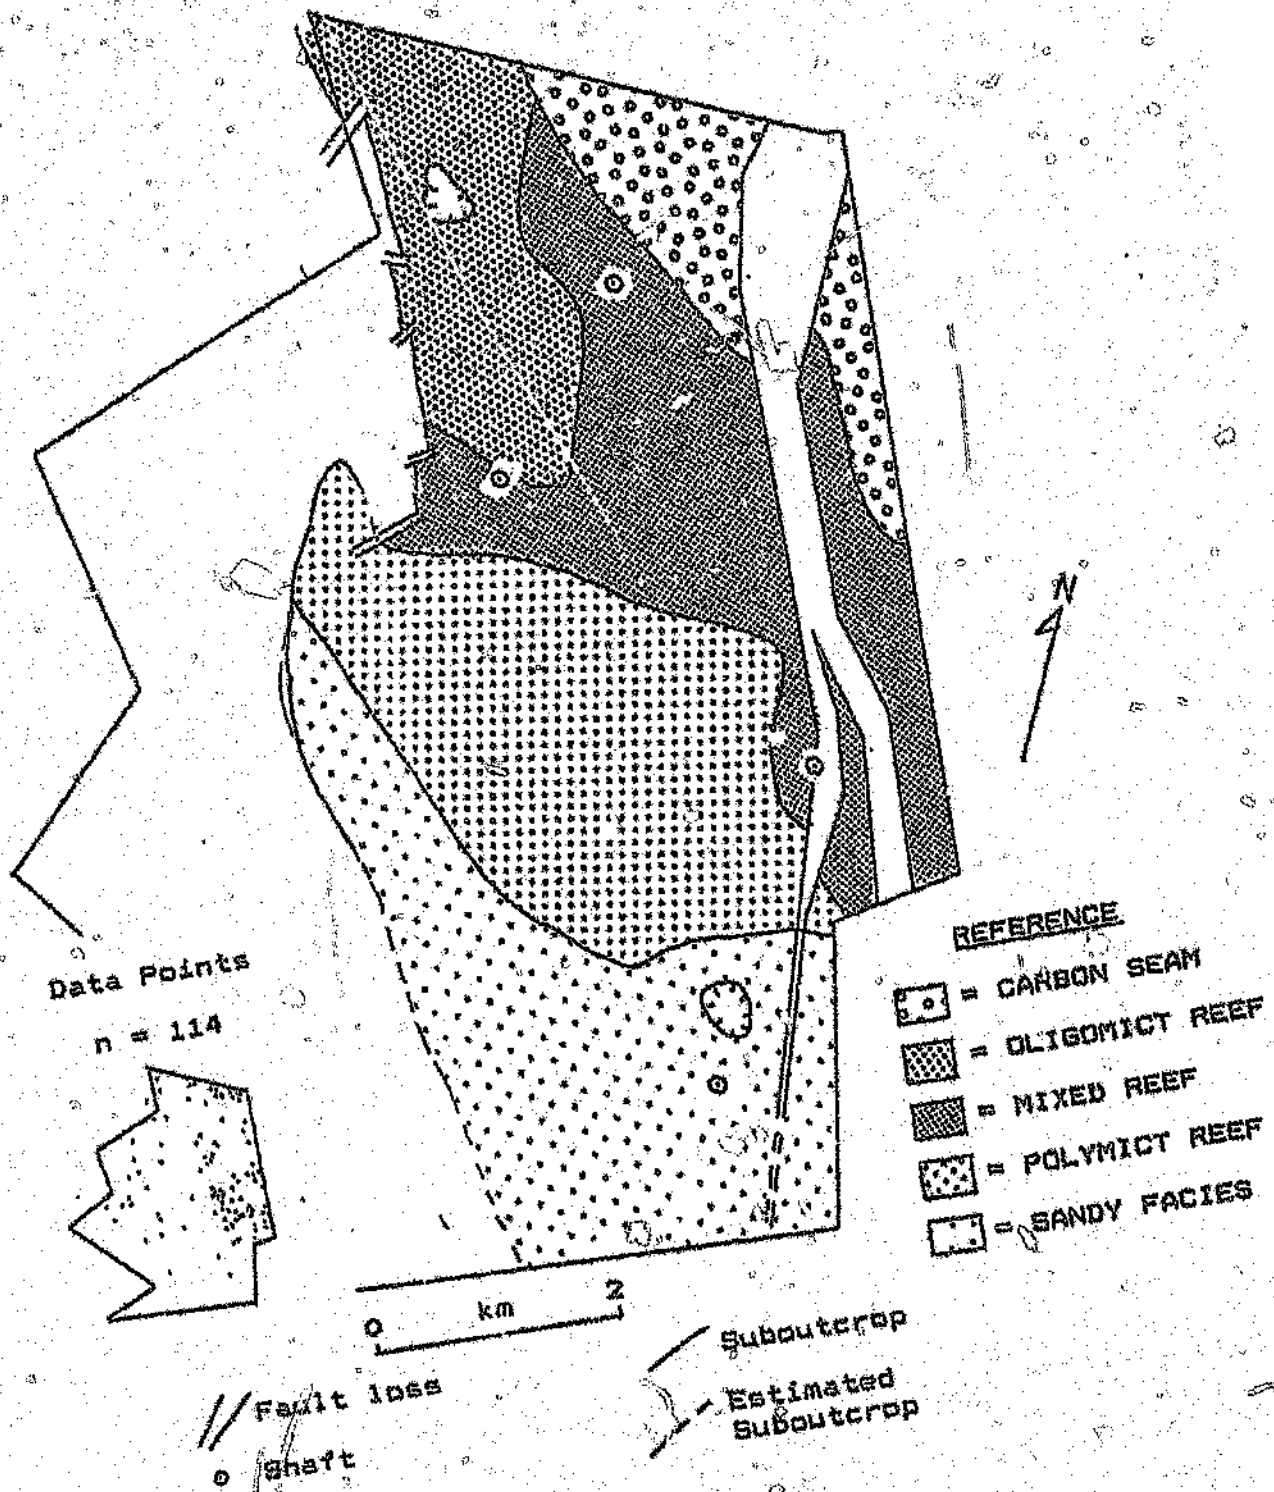 N
Data Points
n = 114
REFERENCE
= CARBON SEAM
= OLIGOMICT REEF
= MIXED REEF
= POLYMICT REEF
= SANDY FACIES
0 km 2
Fault loss
Shaft
Suboutcrop
Estimated
Suboutcrop